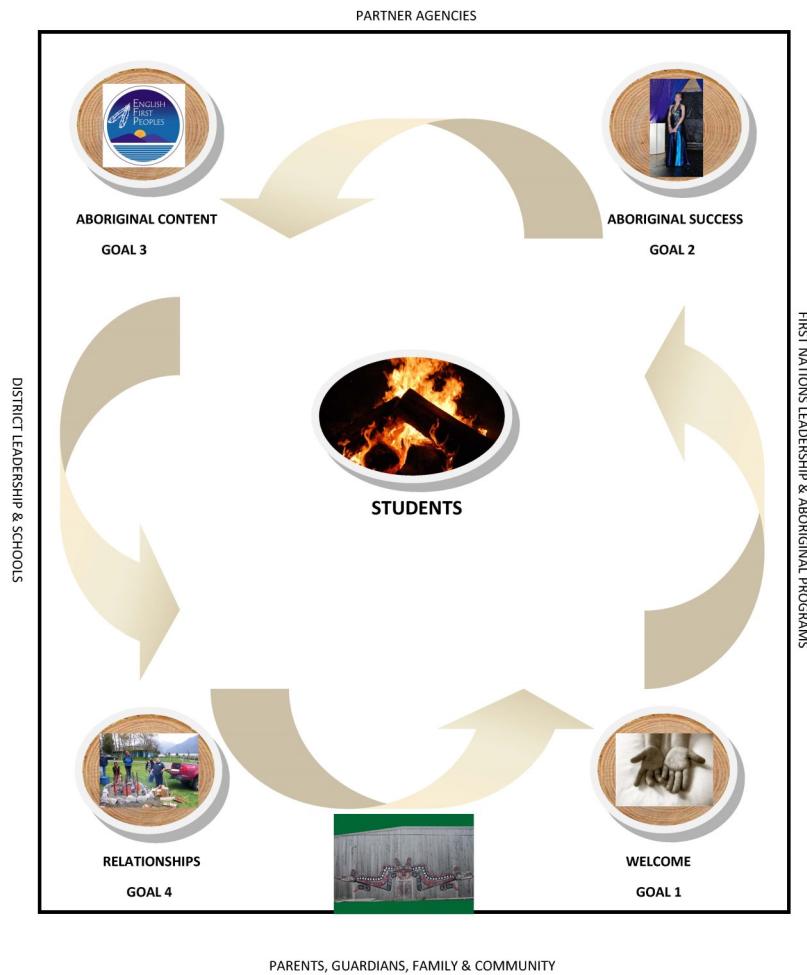 PARTNER AGENCIES
ENGLISH
FIRST
PEOPLES
ABORIGINAL CONTENT
GOAL 3
ABORIGINAL SUCCESS
GOAL 2
DISTRICT LEADERSHIP & SCHOOLS
STUDENTS
FIRST NATIONS LEADERSHIP & ABORIGINAL PROGRAMS
RELATIONSHIPS
GOAL 4
WELCOME
GOAL 1
PARENTS, GUARDIANS, FAMILY & COMMUNITY